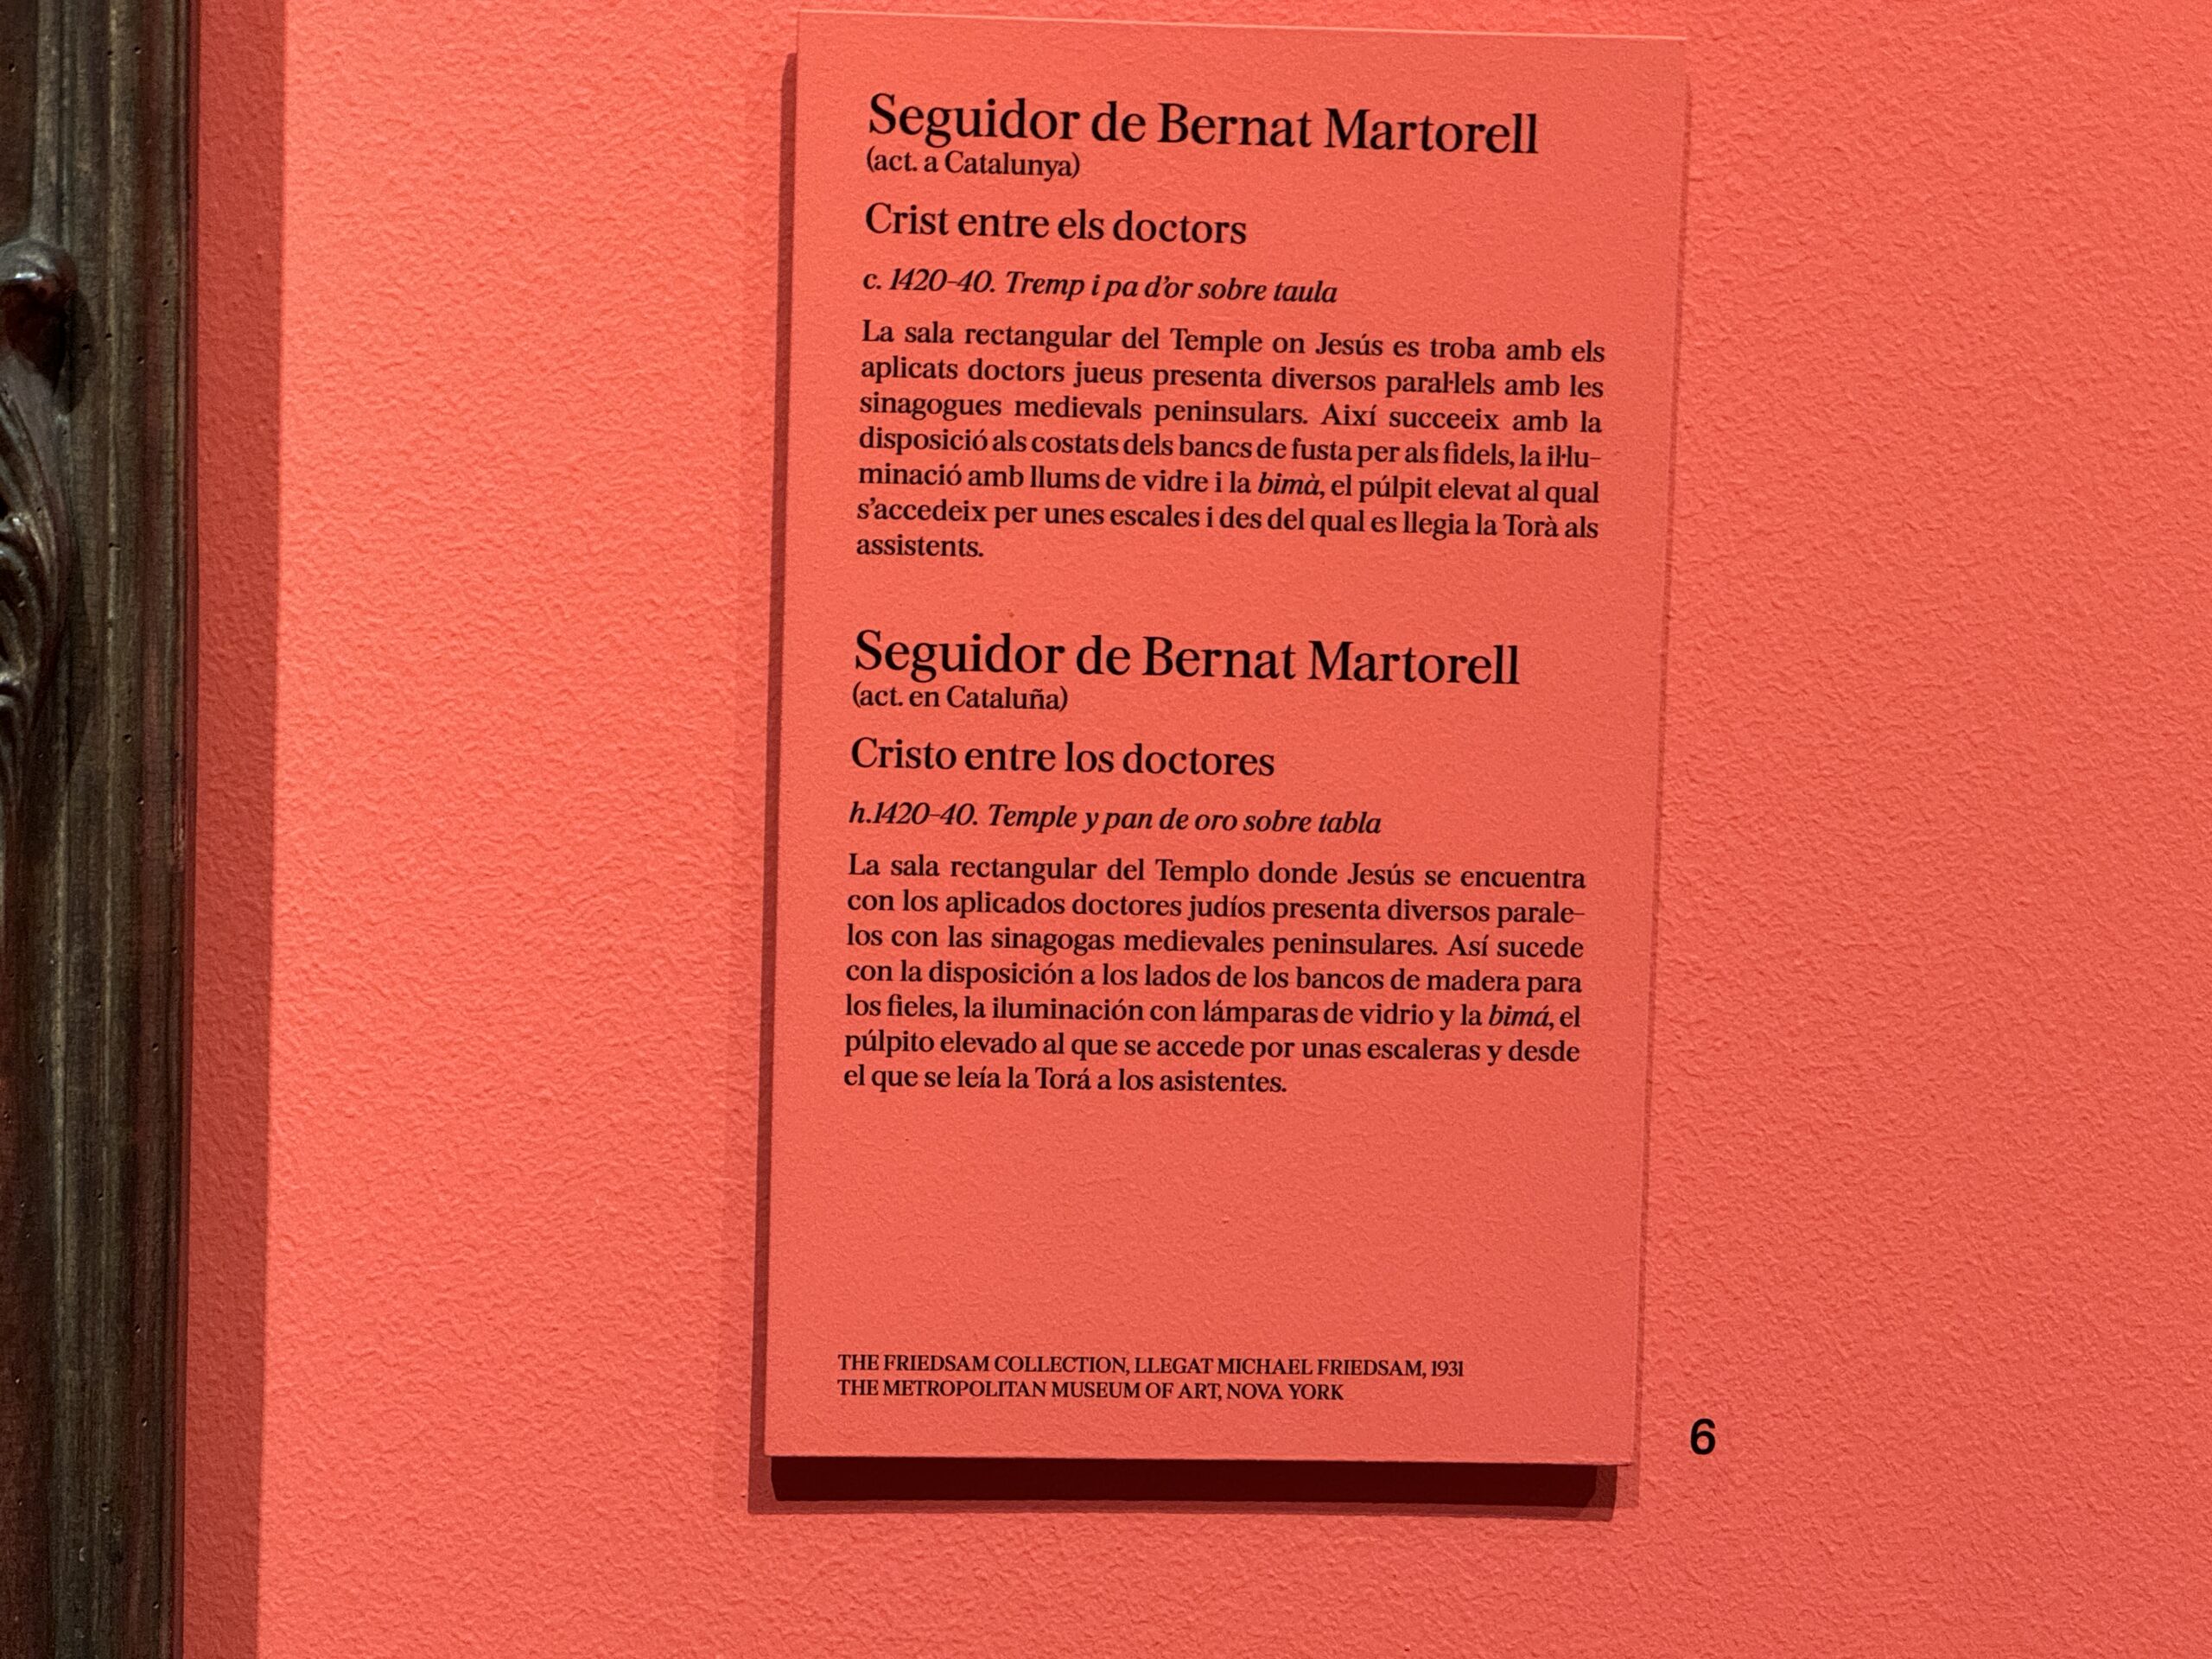 Seguidor de Bernat Martorell
(act. a Catalunya)
Crist entre els doctors
c. 1420-40. Tremp i pa d'or sobre taula
La sala rectangular del Temple on Jesús es troba amb els
aplicats doctors jueus presenta diversos paral·lels amb les
sinagogues medievals peninsulars. Així succeeix amb la
disposició als costats dels bancs de fusta per als fidels, la il·lu-
minació amb llums de vidre i la bimà, el púlpit elevat al qual
s'accedeix per unes escales i des del qual es llegia la Torà als
assistents.
Seguidor de Bernat Martorell
(act. en Cataluña)
Cristo entre los doctores
h.1420-40. Temple y pan de oro sobre tabla
La sala rectangular del Templo donde Jesús se encuentra
con los aplicados doctores judíos presenta diversos parale-
los con las sinagogas medievales peninsulares. Así sucede
con la disposición a los lados de los bancos de madera para
los fieles, la iluminación con lámparas de vidrio y la bimá, el
púlpito elevado al que se accede por unas escaleras y desde
el que se leía la Torá a los asistentes.
THE FRIEDSAM COLLECTION, LLEGAT MICHAEL FRIEDSAM, 1931
THE METROPOLITAN MUSEUM OF ART, NOVA YORK
6